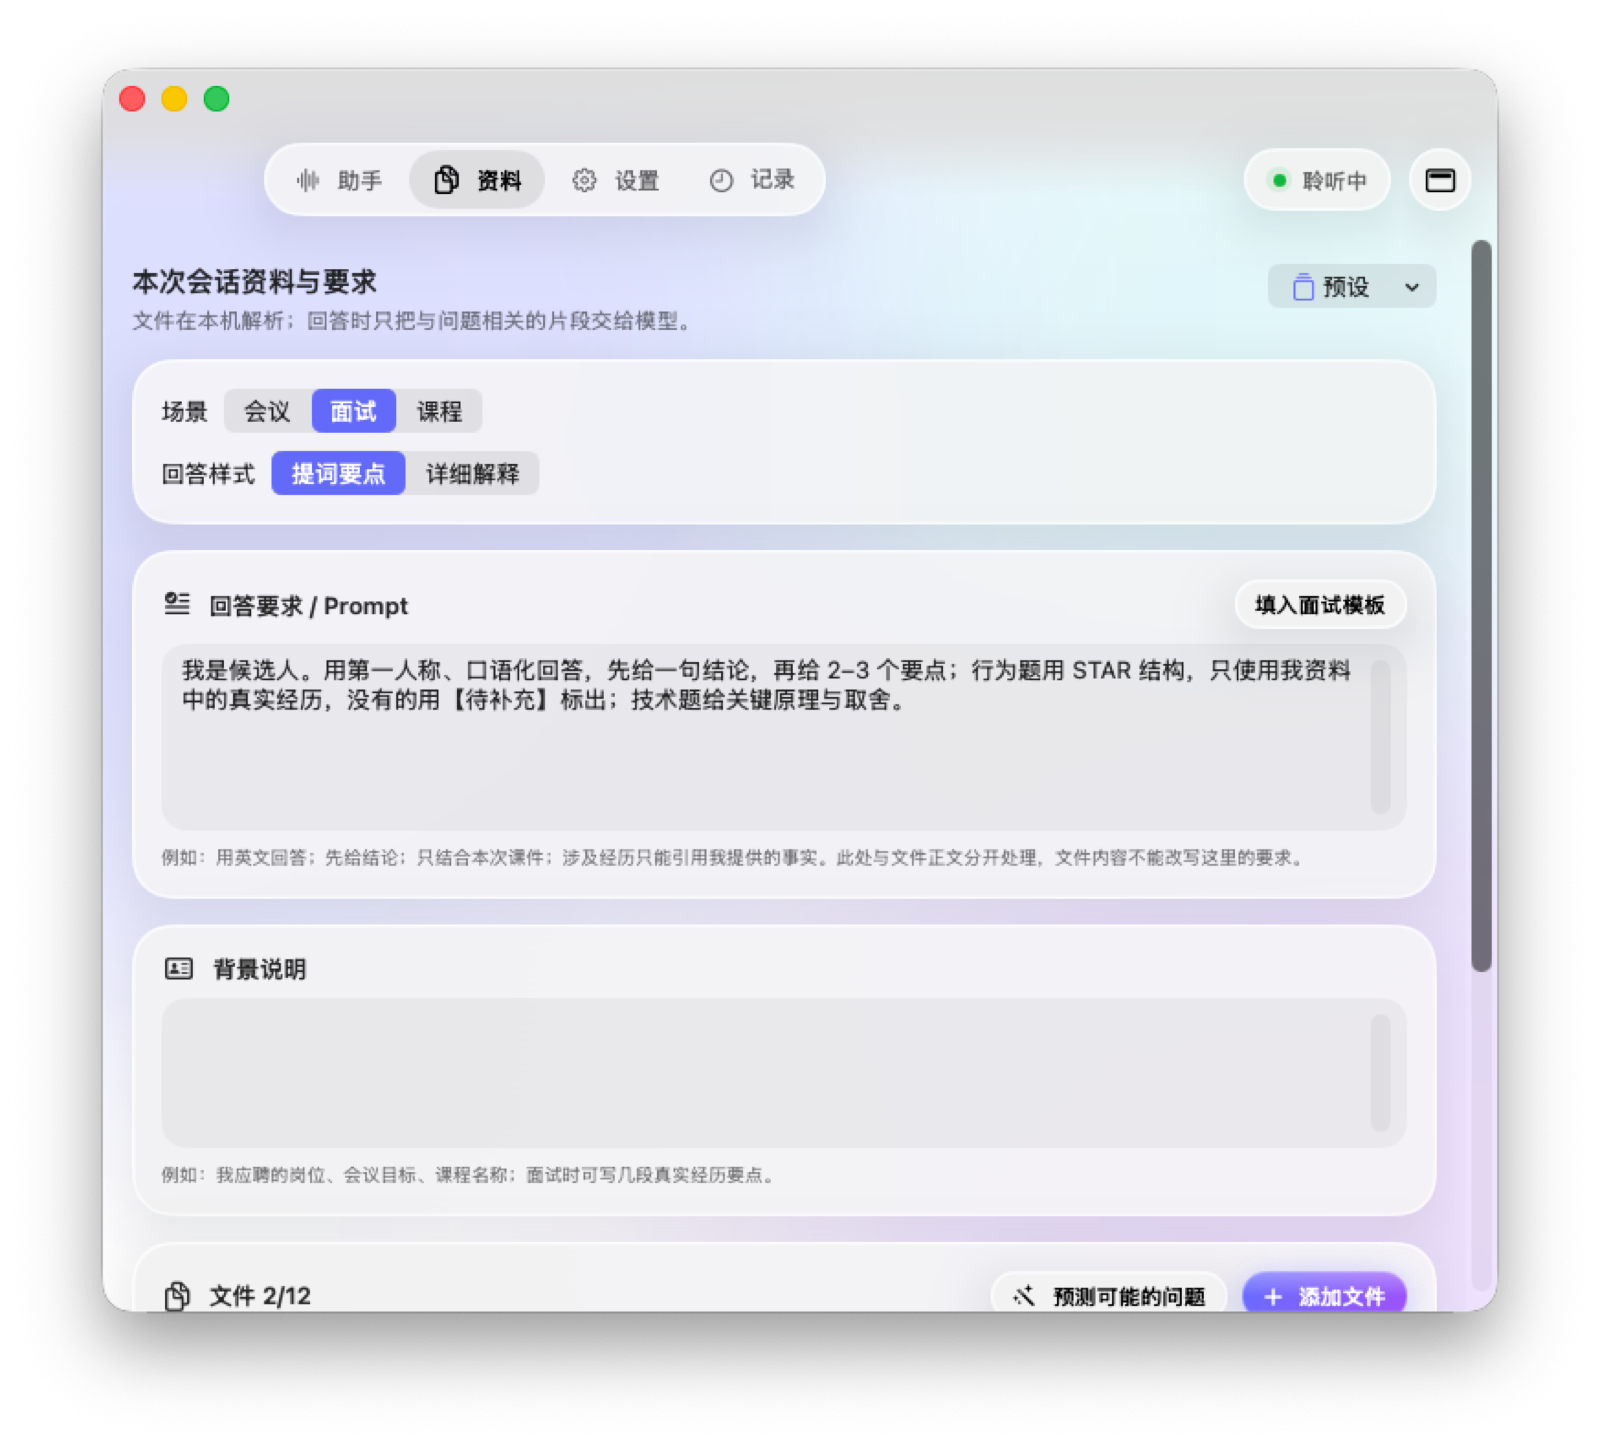 助手 资料 设置 记录 聆听中
本次会话资料与要求
预设
文件在本机解析；回答时只把与问题相关的片段交给模型。
场景 会议 面试 课程
回答样式 提词要点 详细解释
回答要求 / Prompt 填入面试模板
我是候选人。用第一人称、口语化回答，先给一句结论，再给 2–3 个要点；行为题用 STAR 结构，只使用我资料
中的真实经历，没有的用【待补充】标出；技术题给关键原理与取舍。
例如：用英文回答；先给结论；只结合本次课件；涉及经历只能引用我提供的事实。此处与文件正文分开处理，文件内容不能改写这里的要求。
背景说明
例如：我应聘的岗位、会议目标、课程名称；面试时可写几段真实经历要点。
文件 2/12 预测可能的问题 + 添加文件